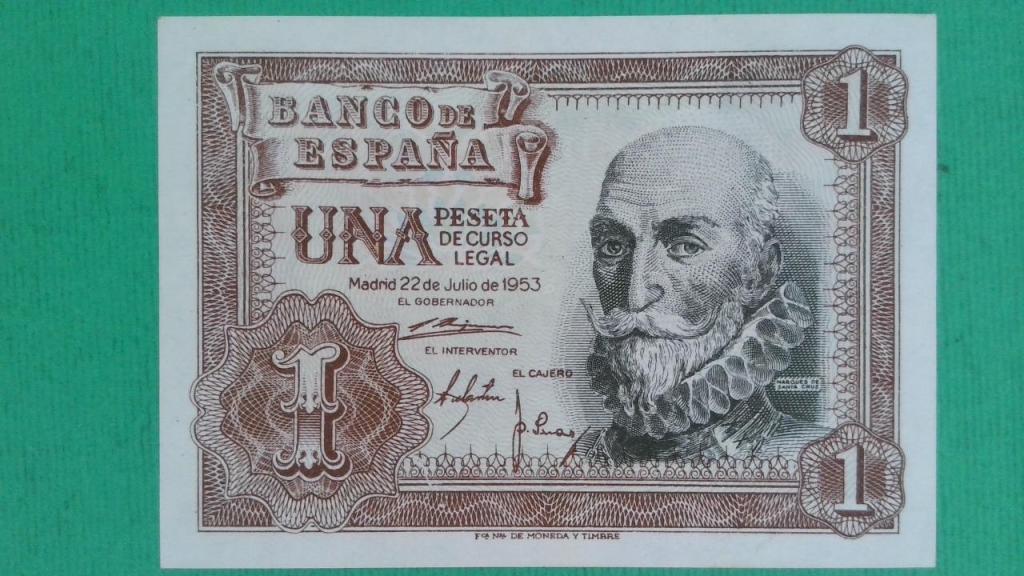 BANCO DE
ESPAÑA
1
UNA PESETA
DE CURSO
LEGAL
Madrid 22 de Julio de 1953
EL GOBERNADOR
EL INTERVENTOR
EL CAJERO
MARQUES DE
SANTA CRUZ
1
1
FCA NAL DE MONEDA Y TIMBRE